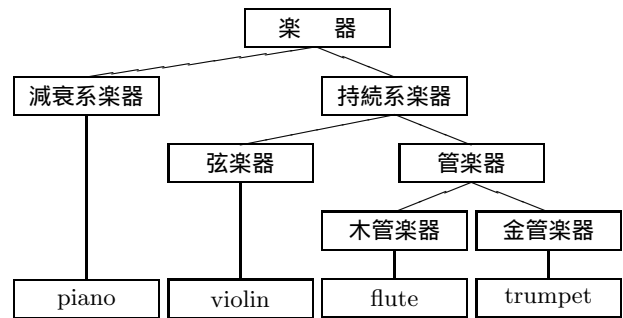 楽 器
減衰系楽器
持続系楽器
弦楽器
管楽器
木管楽器
金管楽器
piano
violin
flute
trumpet